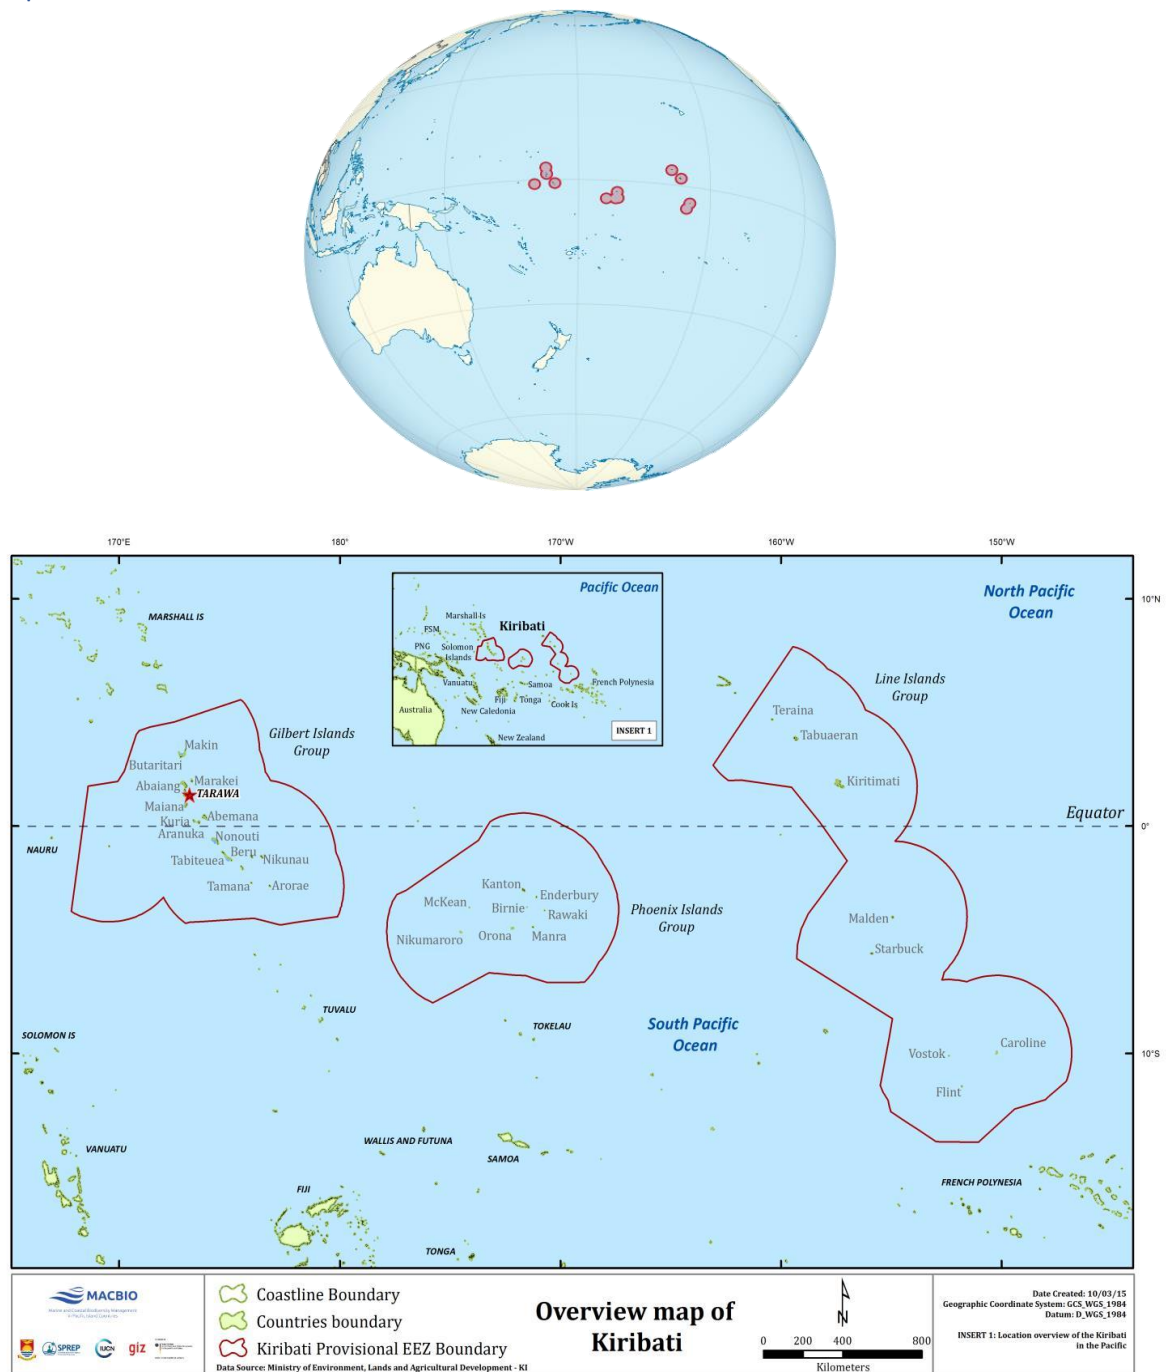 170°E 180° 170°W 160°W 150°W
Pacific Ocean
North Pacific
Ocean
10°N
MARSHALL IS
Marshall Is
Kiribati
FSM
PNG
Solomon
Islands
Vanuatu
Samoa
French Polynesia
Fiji
Tonga
Cook Is
Australia
New Caledonia
New Zealand
INSERT 1
Line Islands
Group
Teraina
Tabuaeran
Kiritimati
Gilbert Islands
Group
Makin
Butaritari
Abaiang
Marakei
TARAWA
Maiana
Kuria
Abemana
Aranuka
Nonouti
Beru
Tabiteuea
Nikunau
Tamana
Arorae
Equator
0°
NAURU
Kanton
Enderbury
McKean
Birnie
Rawaki
Nikumaroro
Orona
Manra
Phoenix Islands
Group
Malden
Starbuck
TUVALU
TOKELAU
South Pacific
Ocean
SOLOMON IS
10°S
Vostok
Caroline
Flint
VANUATU
WALLIS AND FUTUNA
SAMOA
FRENCH POLYNESIA
FIJI
TONGA
MACBIO
SPREP
IUCN
giz
Coastline Boundary
Countries boundary
Kiribati Provisional EEZ Boundary
Data Source: Ministry of Environment, Lands and Agricultural Development - KI
Overview map of
Kiribati
N
0 200 400 800
Kilometers
Date Created: 10/03/15
Geographic Coordinate System: GCS_WGS_1984
Datum: D_WGS_1984
INSERT 1: Location overview of the Kiribati
in the Pacific